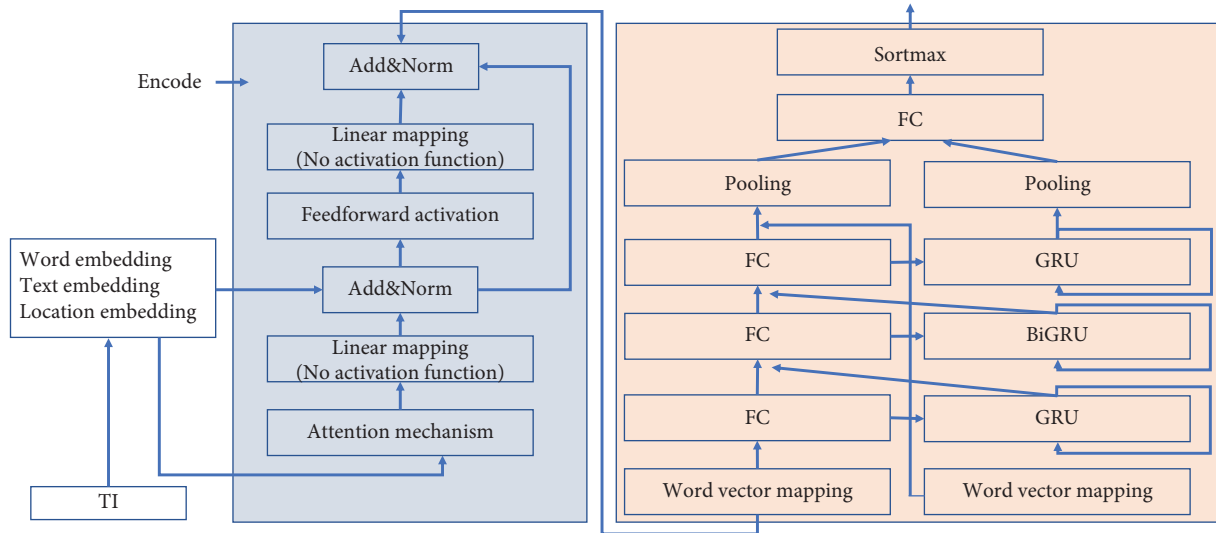 Encode
Add&Norm
Linear mapping
(No activation function)
Feedforward activation
Word embedding
Text embedding
Location embedding
Add&Norm
Linear mapping
(No activation function)
Attention mechanism
TI
Sortmax
FC
Pooling
Pooling
FC
GRU
FC
BiGRU
FC
GRU
Word vector mapping
Word vector mapping